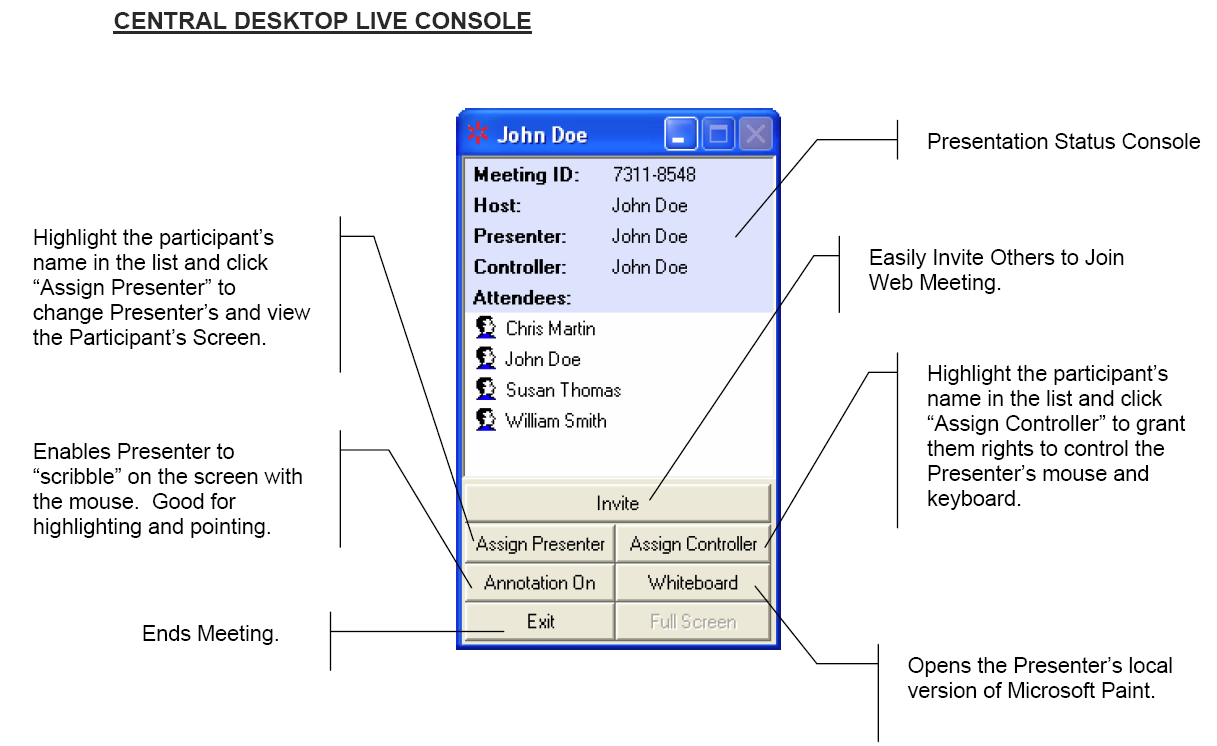 CENTRAL DESKTOP LIVE CONSOLE
John Doe
Meeting ID: 7311-8548
Host: John Doe
Presenter: John Doe
Controller: John Doe
Attendees:
Chris Martin
John Doe
Susan Thomas
William Smith
Invite
Assign Presenter Assign Controller
Annotation On Whiteboard
Exit Full Screen
Highlight the participant’s
name in the list and click
“Assign Presenter” to
change Presenter’s and view
the Participant’s Screen.
Enables Presenter to
“scribble” on the screen with
the mouse.  Good for
highlighting and pointing.
Ends Meeting.
Presentation Status Console
Easily Invite Others to Join
Web Meeting.
Highlight the participant’s
name in the list and click
“Assign Controller” to grant
them rights to control the
Presenter’s mouse and
keyboard.
Opens the Presenter’s local
version of Microsoft Paint.